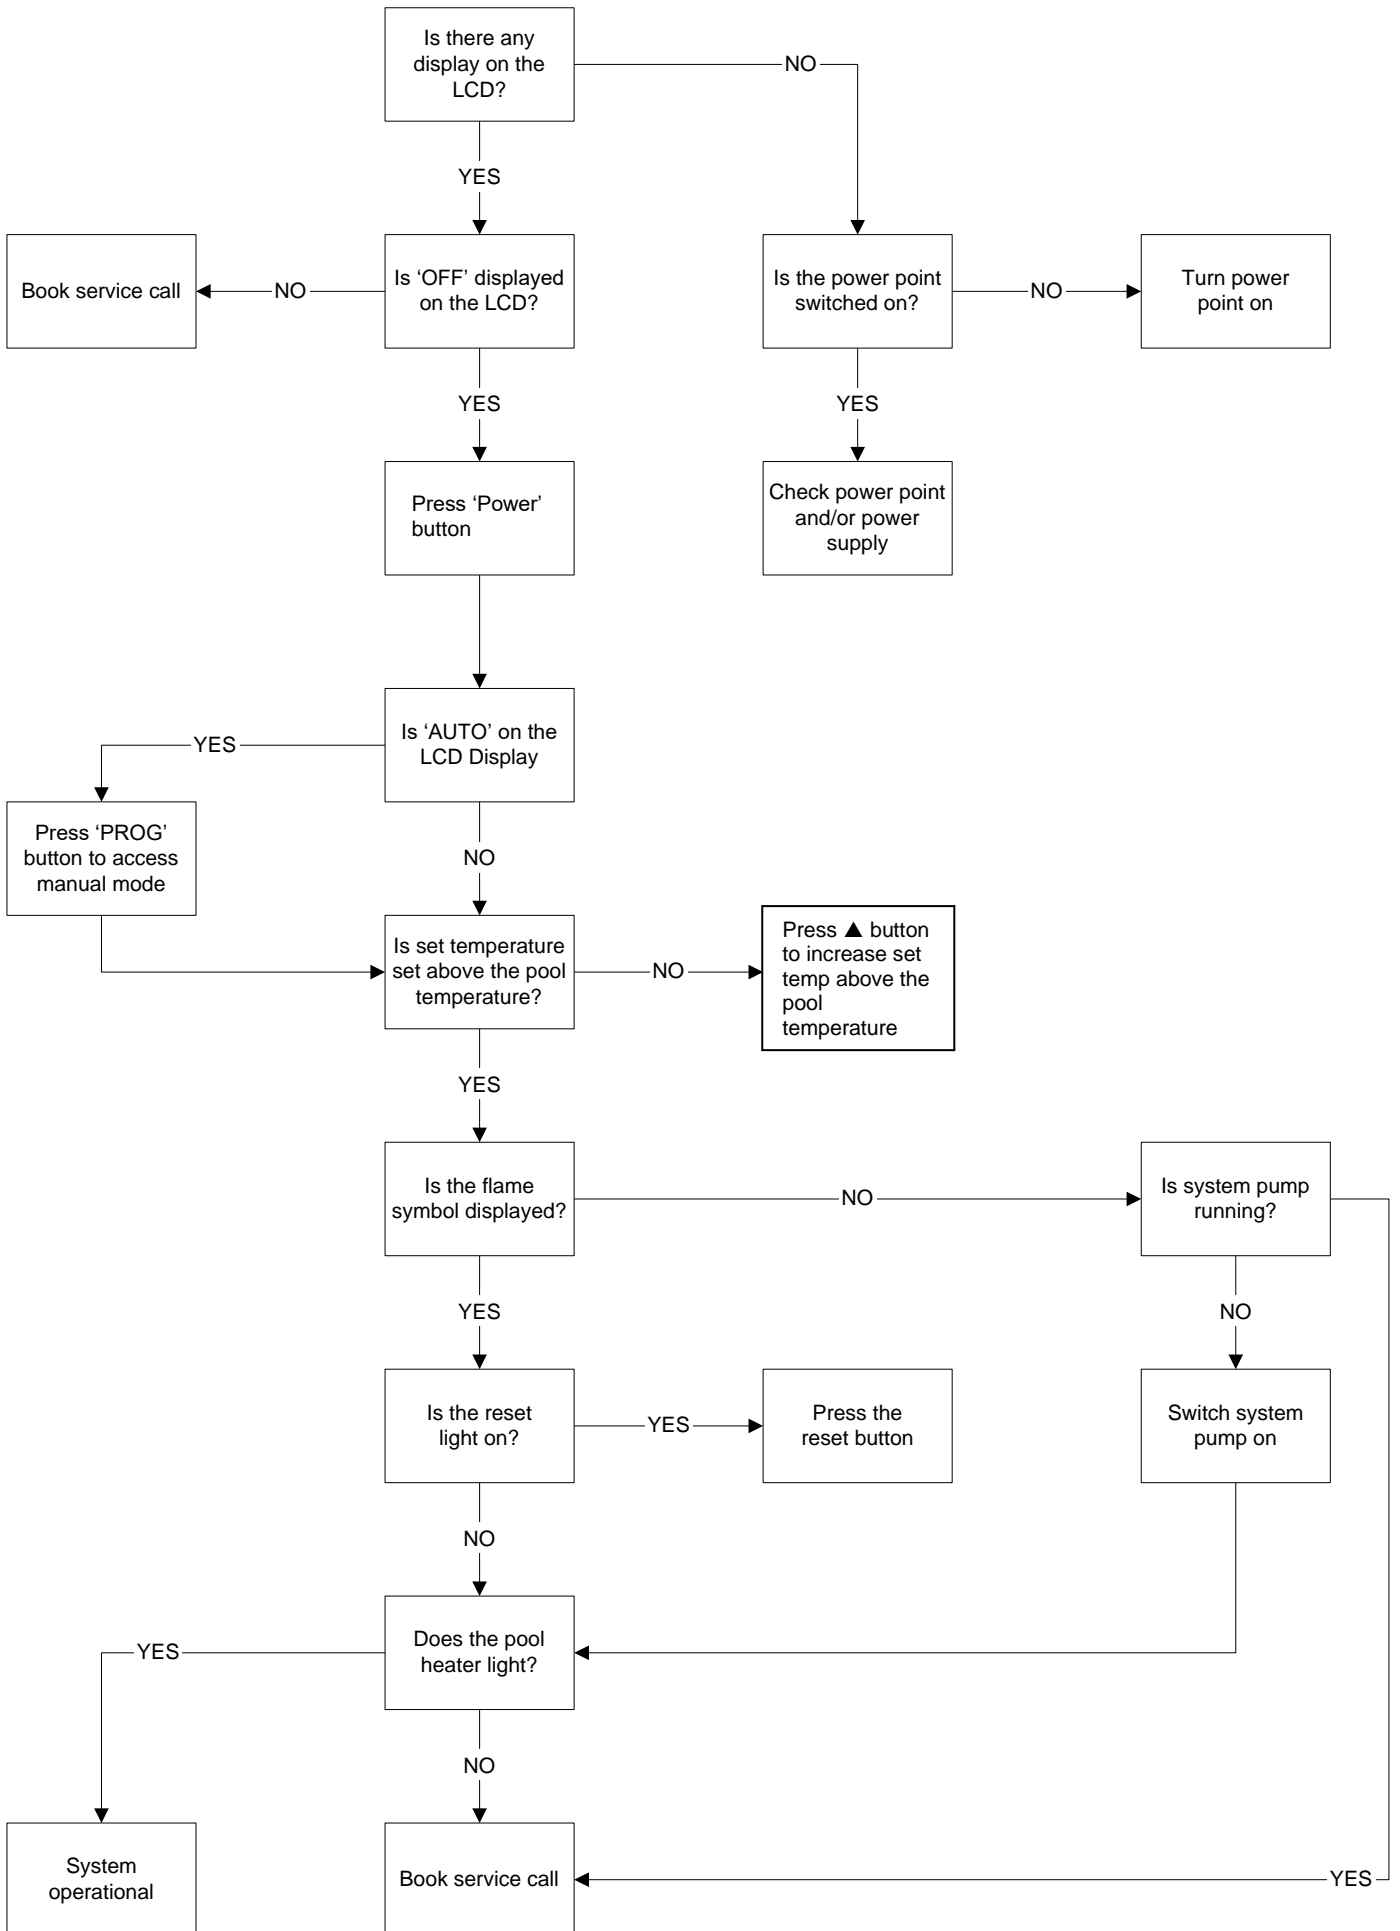 Is there any
display on the
LCD?
NO
YES
Book service call
NO
Is ‘OFF’ displayed
on the LCD?
Is the power point
switched on?
NO
Turn power
point on
YES
YES
Press ‘Power’
button
Check power point
and/or power
supply
Is ‘AUTO’ on the
LCD Display
YES
Press ‘PROG’
button to access
manual mode
NO
Is set temperature
set above the pool
temperature?
NO
Press ▲ button
to increase set
temp above the
pool
temperature
YES
Is the flame
symbol displayed?
NO
Is system pump
running?
YES
NO
Is the reset
light on?
YES
Press the
reset button
Switch system
pump on
NO
Does the pool
heater light?
YES
NO
System
operational
Book service call
YES